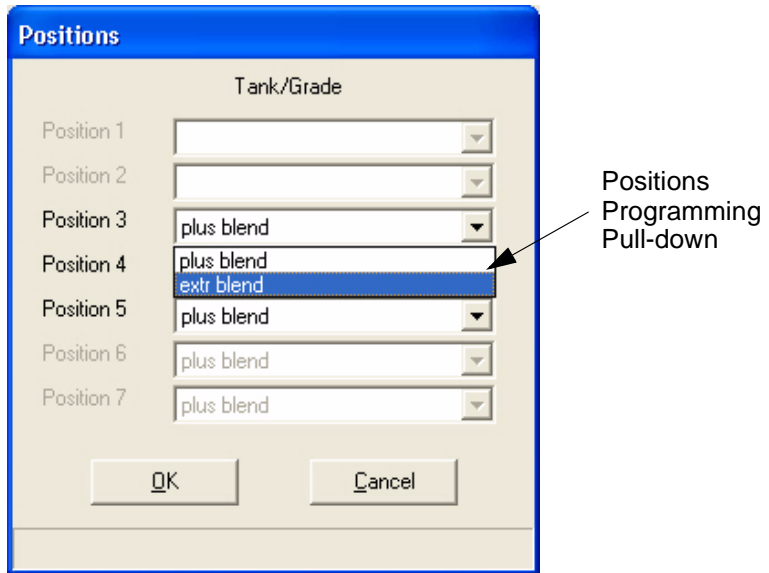 Positions
Tank/Grade
Position 1
Position 2
Position 3 plus blend
Position 4 plus blend
extr blend
Position 5 plus blend
Position 6 plus blend
Position 7 plus blend
OK Cancel
Positions
Programming
Pull-down